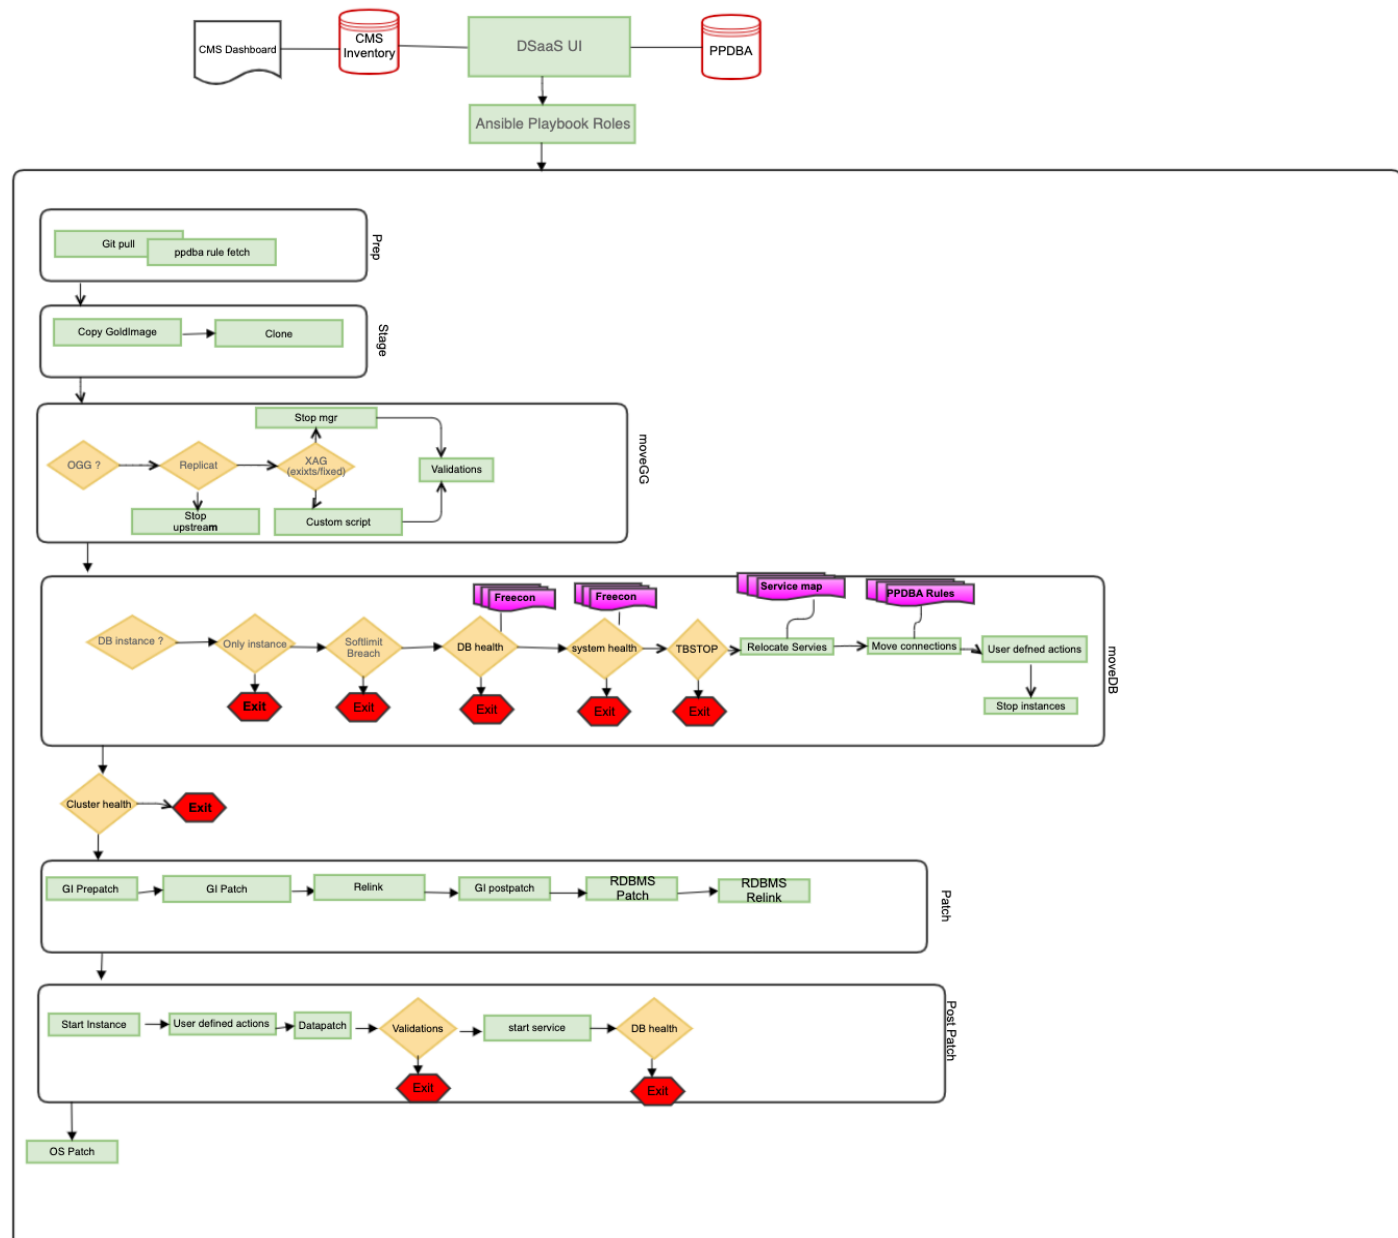 CMS Dashboard
CMS
Inventory
DSaaS UI
PPDBA
Ansible Playbook Roles
Git pull
ppdba rule fetch
Prep
Copy GoldImage
Clone
Stage
Stop mgr
OGG ?
Replicat
XAG
(exixts/fixed)
Validations
Stop
upstream
Custom script
moveGG
Freecon
Freecon
Service map
PPDBA Rules
DB instance ?
Only instance
Softlimit
Breach
DB health
system health
TBSTOP
Relocate Servies
Move connections
User defned actions
Exit
Exit
Exit
Exit
Exit
Stop instances
moveDB
Cluster health
Exit
GI Prepatch
GI Patch
Relink
GI postpatch
RDBMS
Patch
RDBMS
Relink
Patch
Start Instance
User defined actions
Datapatch
Validations
start service
DB health
Exit
Exit
Post Patch
OS Patch